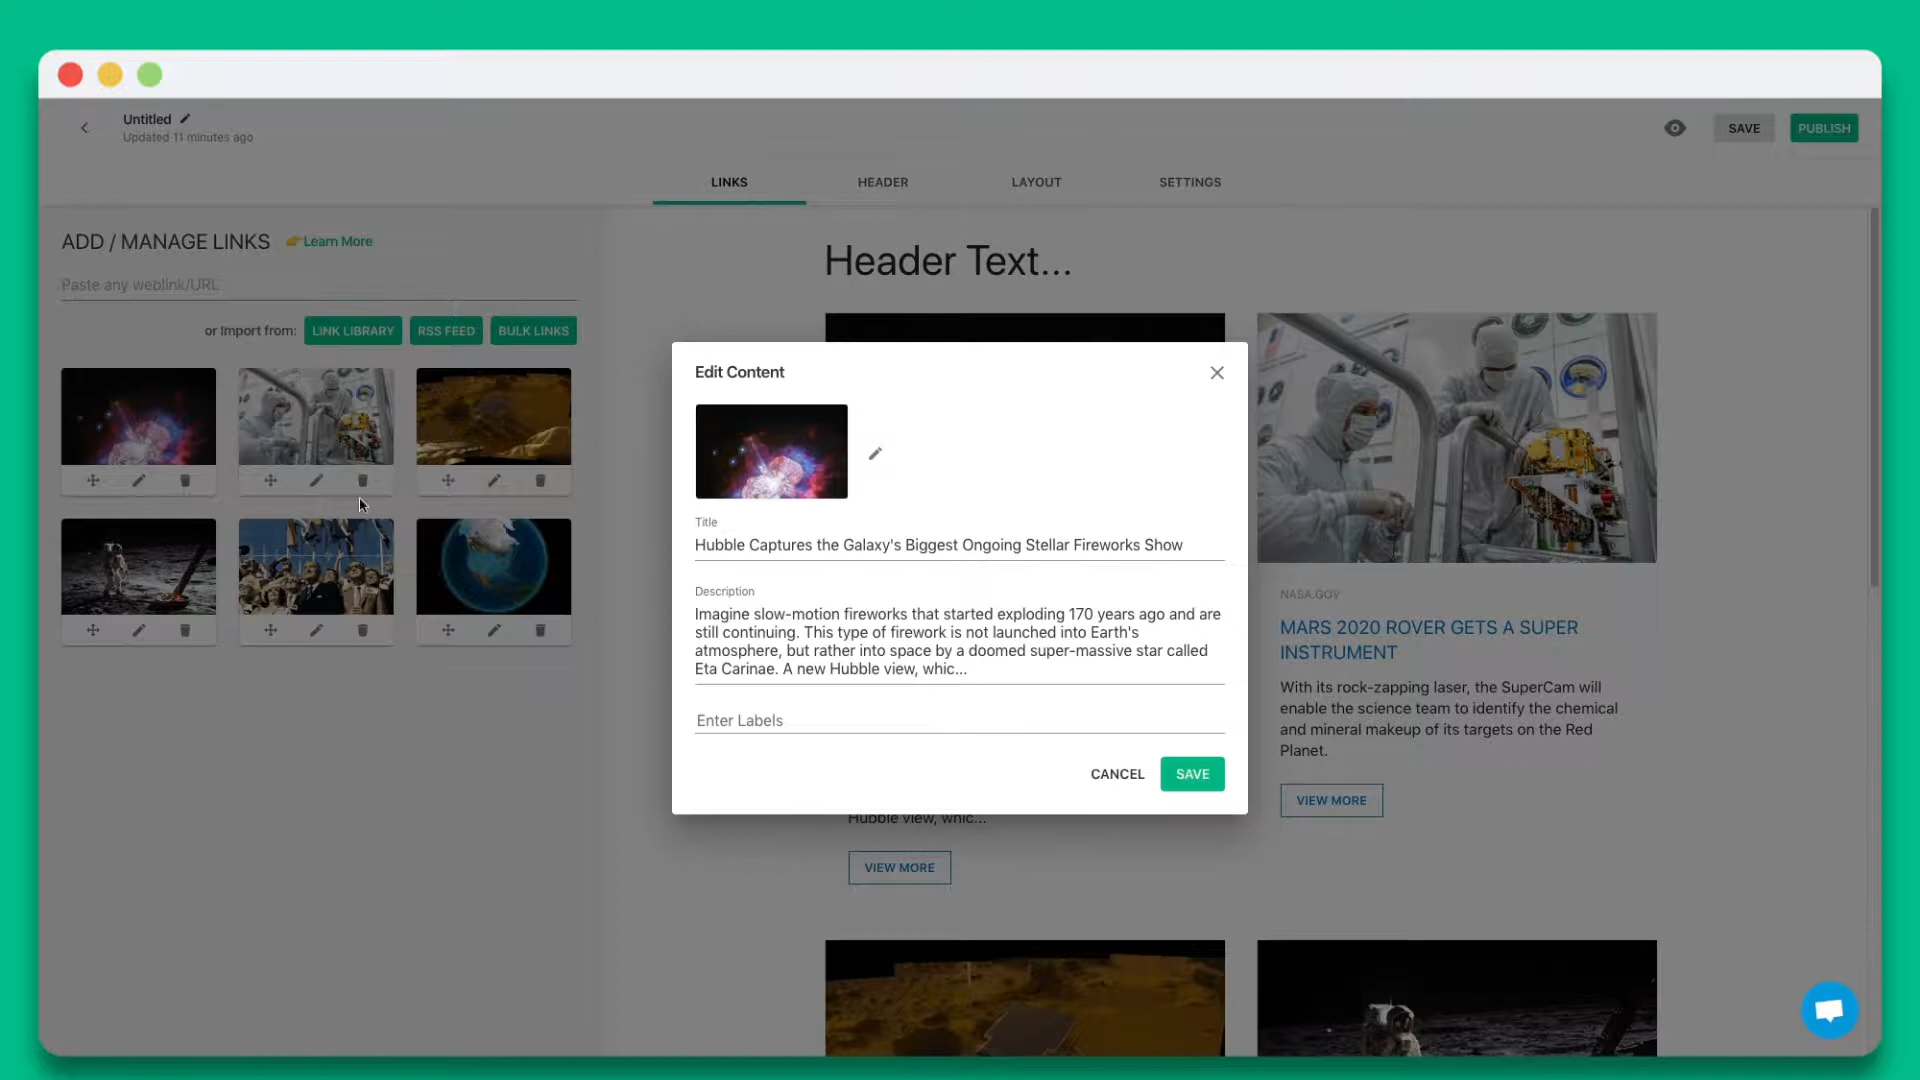 Untitled
Updated 11 minutes ago
SAVE
PUBLISH
LINKS
HEADER
LAYOUT
SETTINGS
ADD / MANAGE LINKS
Learn More
Paste any weblink/URL
or Import from:
LINK LIBRARY
RSS FEED
BULK LINKS
Header Text...
Edit Content
Title
Hubble Captures the Galaxy's Biggest Ongoing Stellar Fireworks Show
Description
Imagine slow-motion fireworks that started exploding 170 years ago and are
still continuing. This type of firework is not launched into Earth's
atmosphere, but rather into space by a doomed super-massive star called
Eta Carinae. A new Hubble view, whic...
Enter Labels
CANCEL
SAVE
Hubble view, whic...
VIEW MORE
NASA.GOV
MARS 2020 ROVER GETS A SUPER
INSTRUMENT
With its rock-zapping laser, the SuperCam will
enable the science team to identify the chemical
and mineral makeup of its targets on the Red
Planet.
VIEW MORE